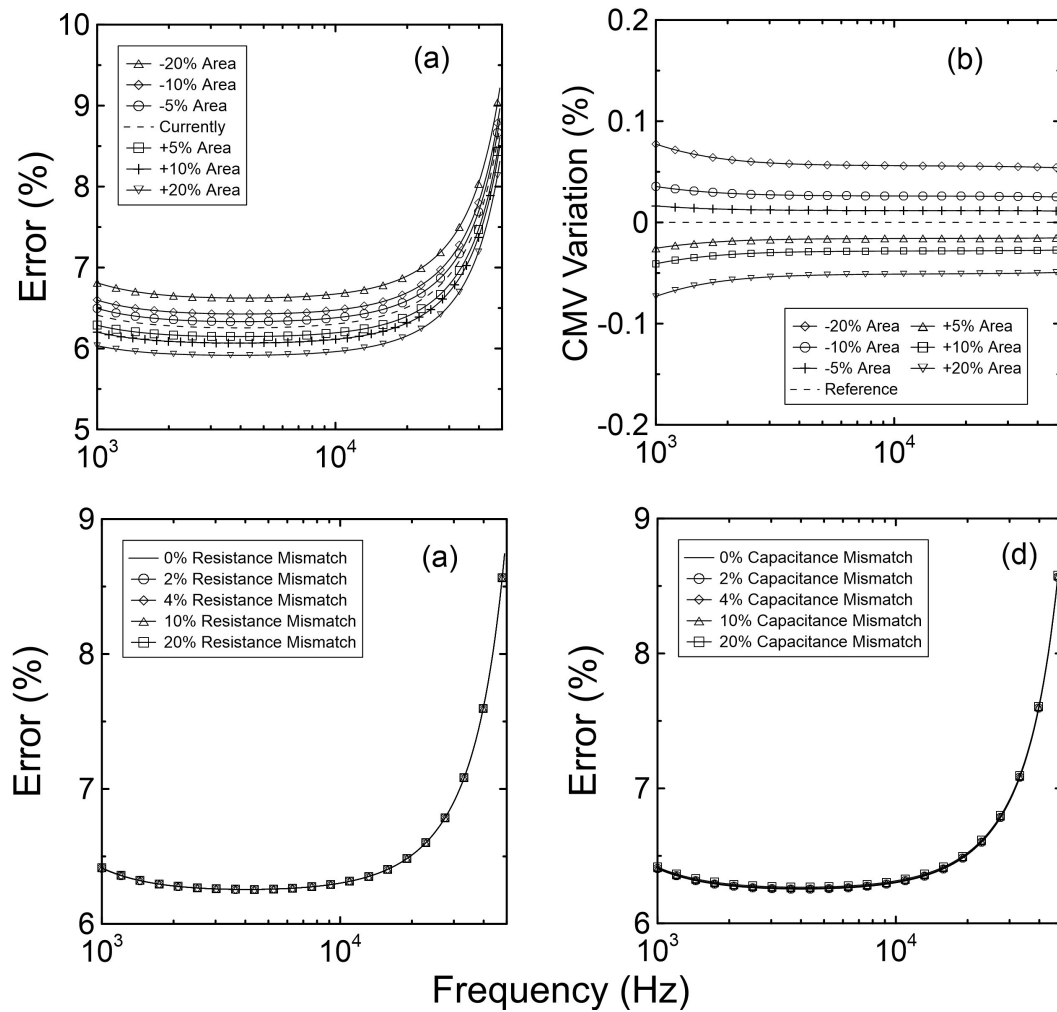 10
9
8
7
6
5
Error (%)
(a)
-20% Area
-10% Area
-5% Area
Currently
+5% Area
+10% Area
+20% Area
10³
10⁴
0.2
0.1
0
-0.1
-0.2
CMV Variation (%)
(b)
-20% Area
-10% Area
-5% Area
Reference
+5% Area
+10% Area
+20% Area
10³
10⁴
9
8
7
6
Error (%)
(a)
0% Resistance Mismatch
2% Resistance Mismatch
4% Resistance Mismatch
10% Resistance Mismatch
20% Resistance Mismatch
10³
10⁴
9
8
7
6
Error (%)
(d)
0% Capacitance Mismatch
2% Capacitance Mismatch
4% Capacitance Mismatch
10% Capacitance Mismatch
20% Capacitance Mismatch
10³
10⁴
Frequency (Hz)